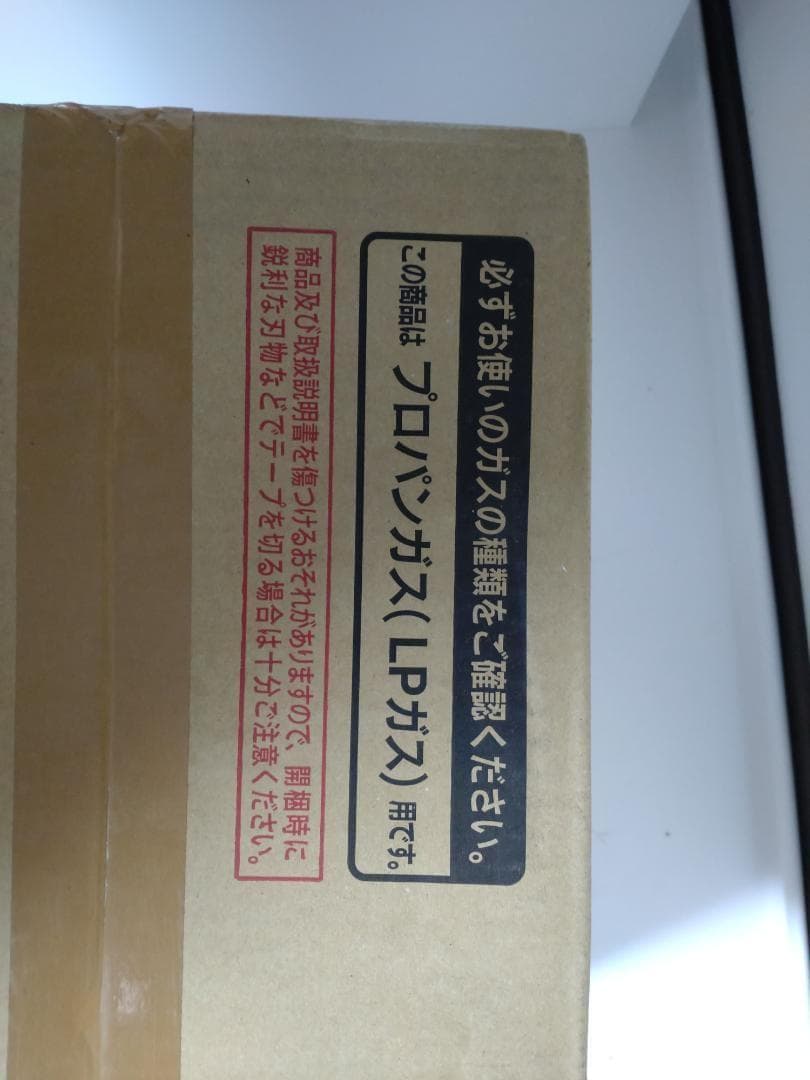 必ずお使いのガスの種類をご確認ください。
この商品は プロパンガス(LPガス)用です。
商品及び取扱説明書を傷つけるおそれがありますので、開梱時に
鋭利な刃物などでテープを切る場合は十分ご注意ください。